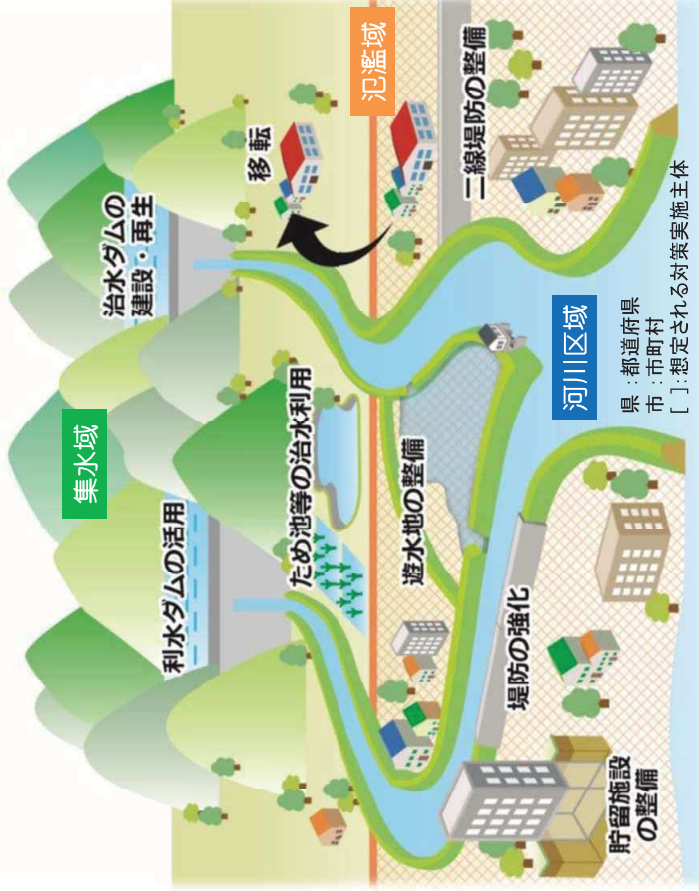 集水域
治水ダムの
建設・再生
利水ダムの活用
ため池等の治水利用
移転
氾濫域
二線堤防の整備
遊水地の整備
河川区域
堤防の強化
貯留施設
の整備
県:都道府県
市:市町村
[ ]:想定される対策実施主体